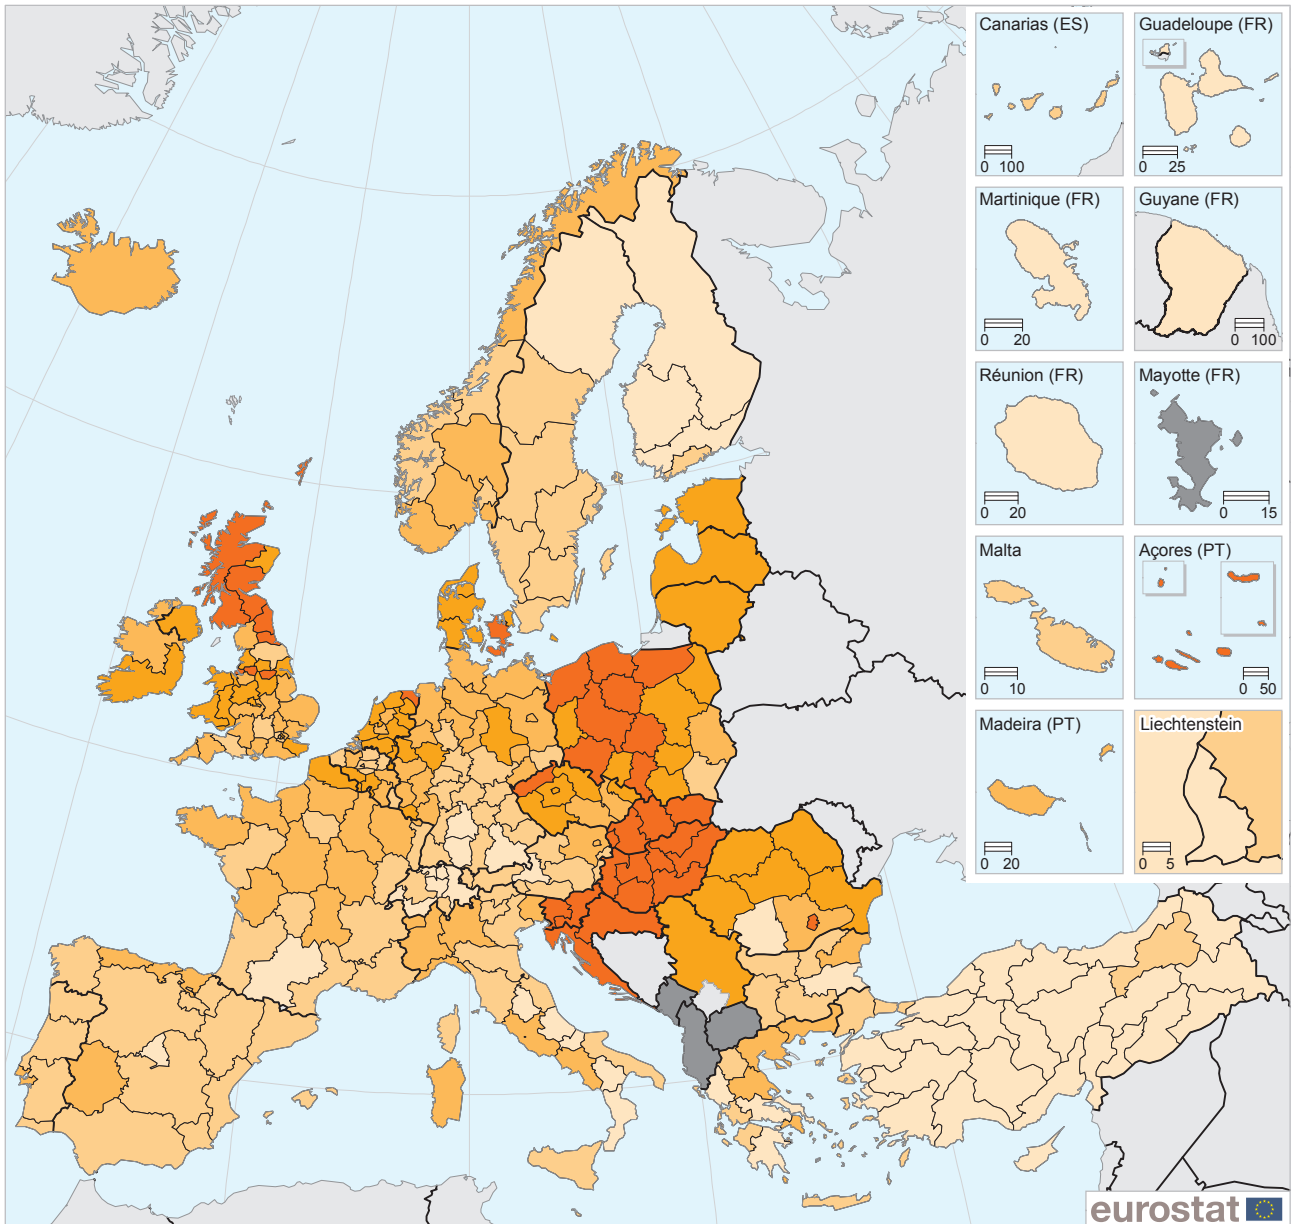 Canarias (ES)
0 100
Guadeloupe (FR)
0 25
Martinique (FR)
0 20
Guyane (FR)
0 100
Réunion (FR)
0 20
Mayotte (FR)
0 15
Malta
0 10
Açores (PT)
0 50
Madeira (PT)
0 20
Liechtenstein
0 5
eurostat